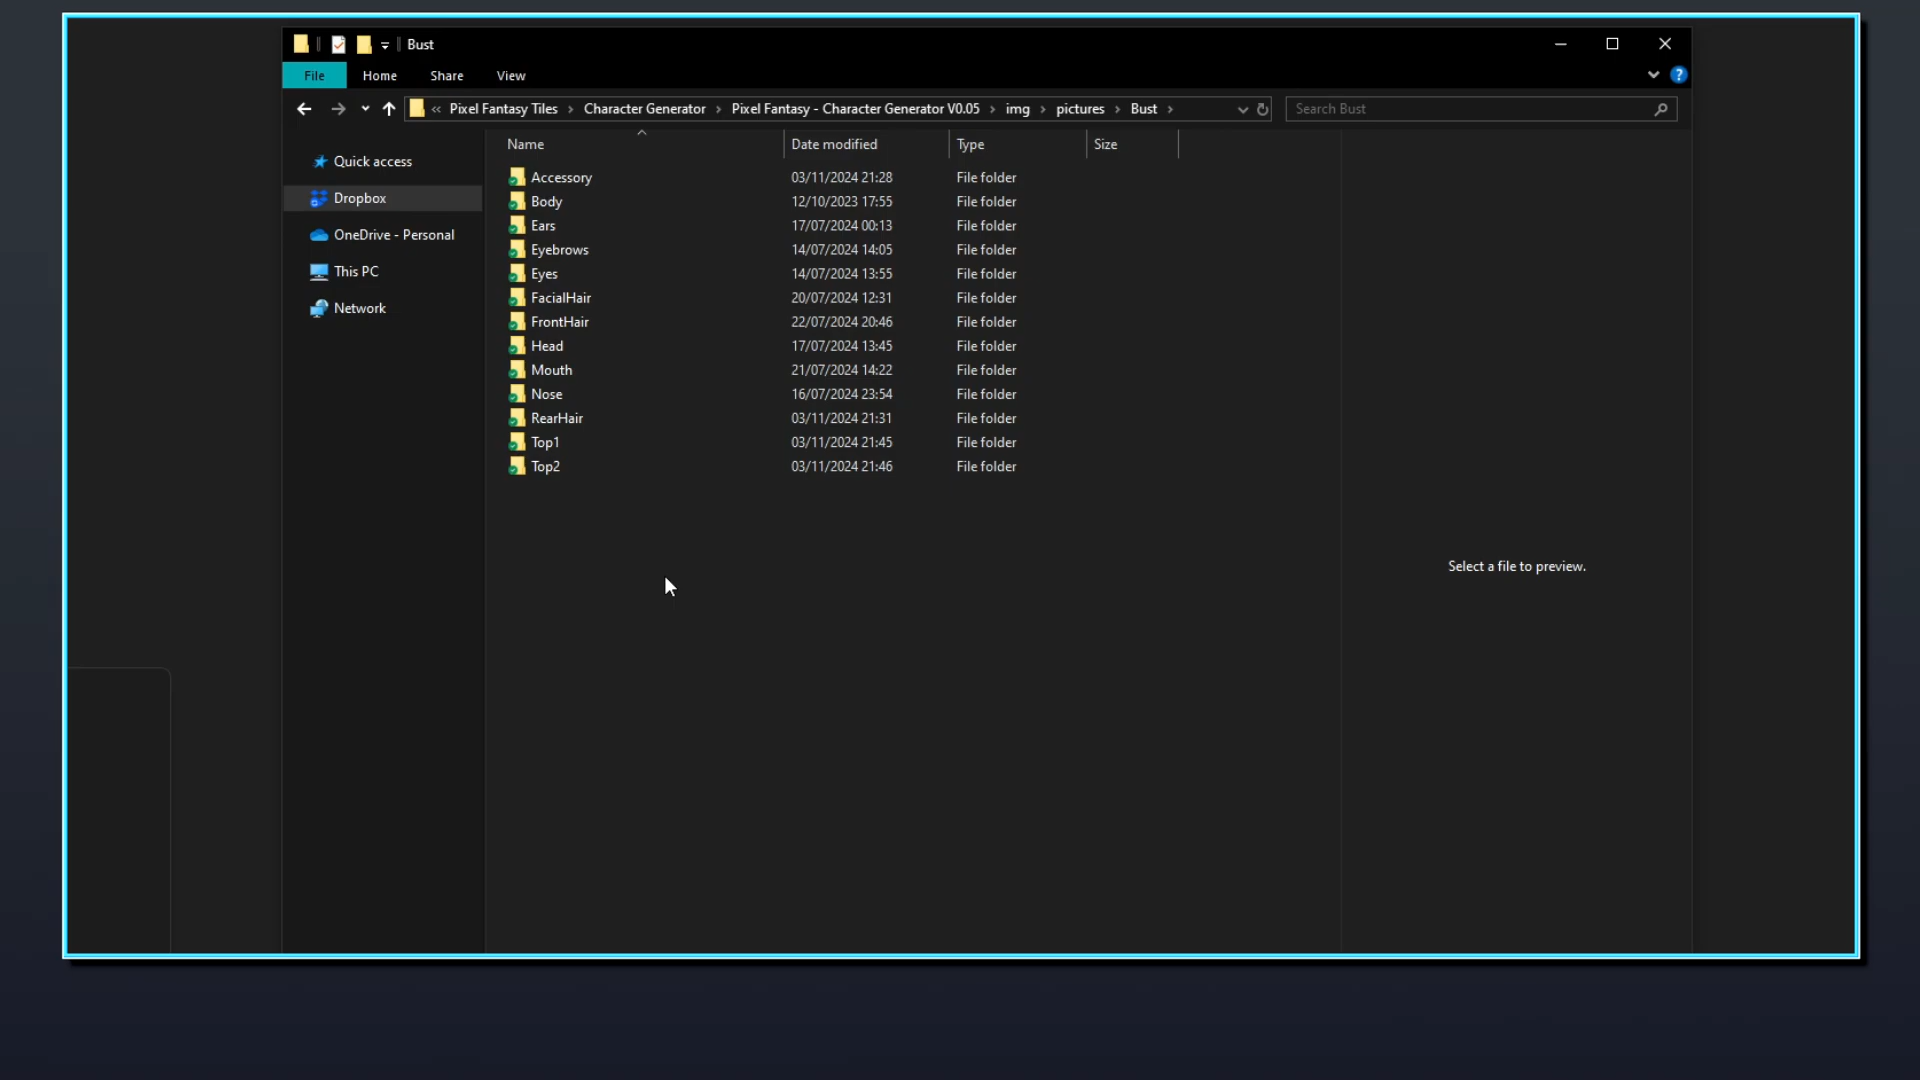 Bust
File Home Share View
« Pixel Fantasy Tiles › Character Generator › Pixel Fantasy - Character Generator V0.05 › img › pictures › Bust › Search Bust
Name Date modified Type Size
Quick access
Dropbox
OneDrive - Personal
This PC
Network
Accessory 03/11/2024 21:28 File folder
Body 12/10/2023 17:55 File folder
Ears 17/07/2024 00:13 File folder
Eyebrows 14/07/2024 14:05 File folder
Eyes 14/07/2024 13:55 File folder
FacialHair 20/07/2024 12:31 File folder
FrontHair 22/07/2024 20:46 File folder
Head 17/07/2024 13:45 File folder
Mouth 21/07/2024 14:22 File folder
Nose 16/07/2024 23:54 File folder
RearHair 03/11/2024 21:31 File folder
Top1 03/11/2024 21:45 File folder
Top2 03/11/2024 21:46 File folder
Select a file to preview.